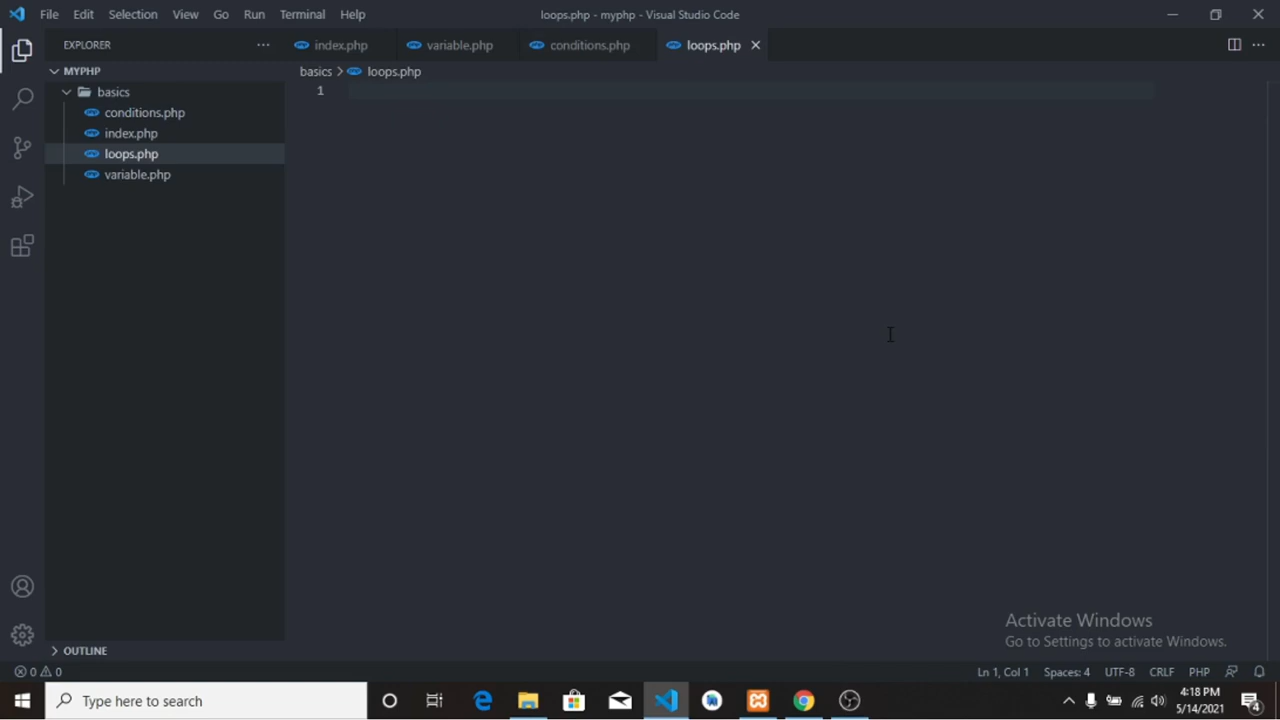 File Edit Selection View Go Run Terminal Help
loops.php - myphp - Visual Studio Code
EXPLORER
index.php variable.php conditions.php loops.php
MYPHP
basics
conditions.php
index.php
loops.php
variable.php
OUTLINE
basics loops.php
1
Activate Windows
Go to Settings to activate Windows.
0 0
Ln 1, Col 1 Spaces: 4 UTF-8 CRLF PHP
Type here to search
4:18 PM
5/14/2021
4